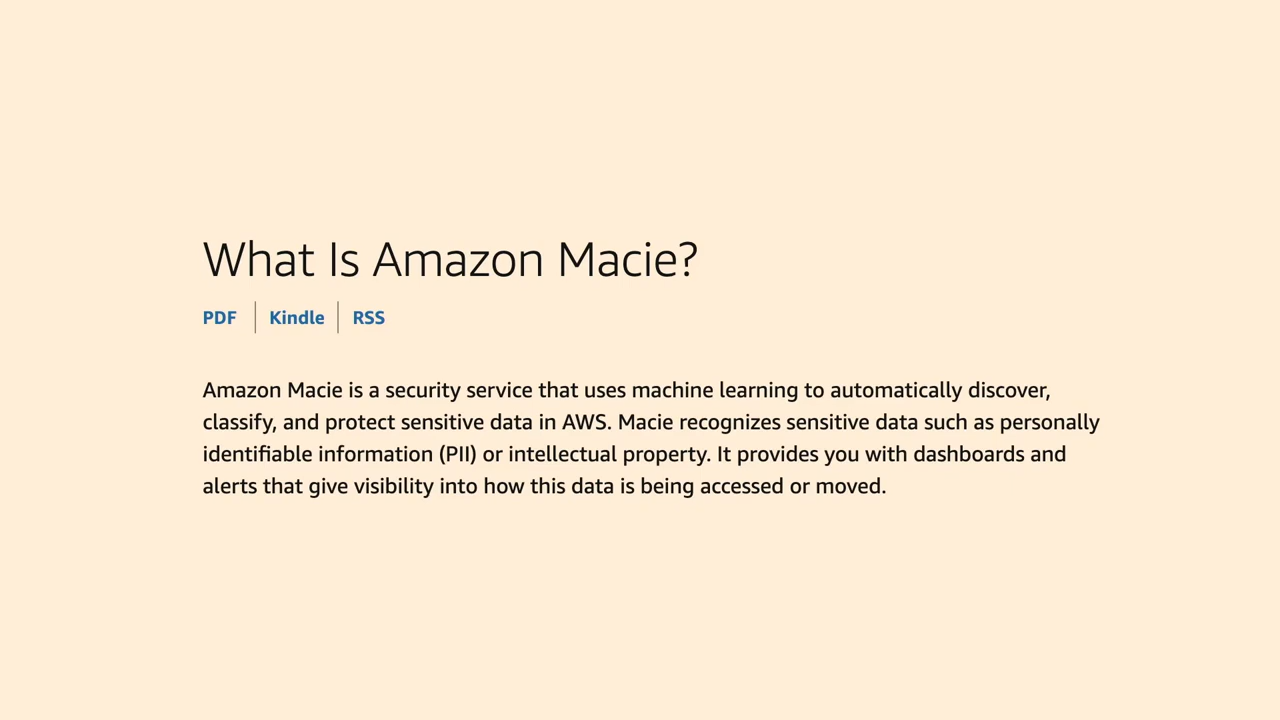 What Is Amazon Macie?
PDF Kindle RSS
Amazon Macie is a security service that uses machine learning to automatically discover,
classify, and protect sensitive data in AWS. Macie recognizes sensitive data such as personally
identifiable information (PII) or intellectual property. It provides you with dashboards and
alerts that give visibility into how this data is being accessed or moved.